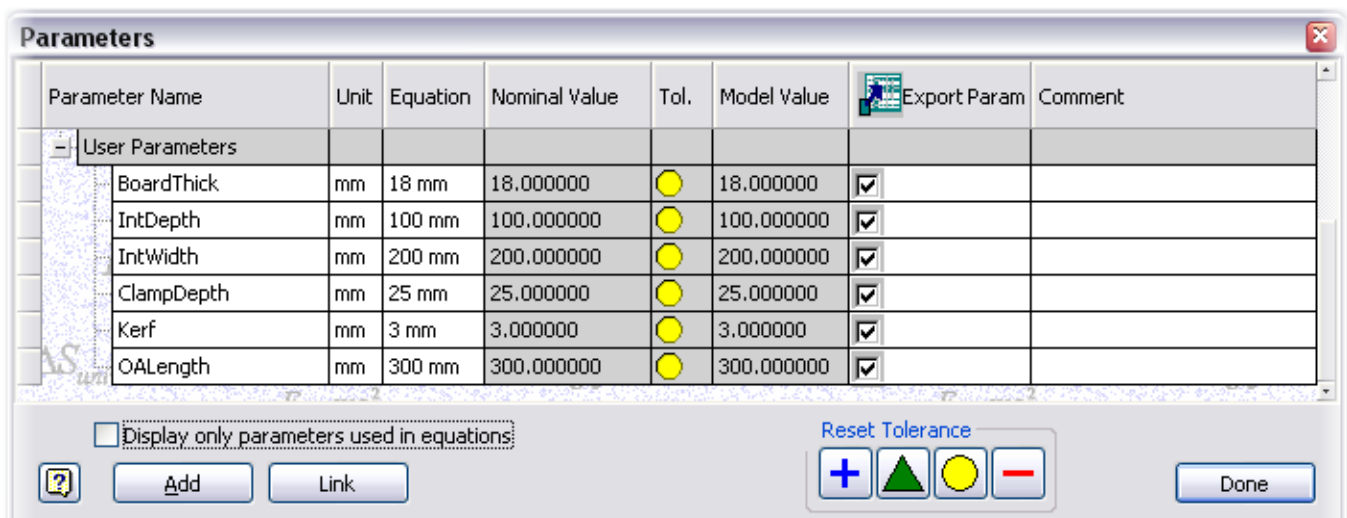 Parameters
Parameter Name Unit Equation Nominal Value Tol. Model Value Export Param Comment
User Parameters
BoardThick mm 18 mm 18.000000 18.000000
IntDepth mm 100 mm 100.000000 100.000000
IntWidth mm 200 mm 200.000000 200.000000
ClampDepth mm 25 mm 25.000000 25.000000
Kerf mm 3 mm 3.000000 3.000000
OALength mm 300 mm 300.000000 300.000000
Display only parameters used in equations
Reset Tolerance
Add Link Done